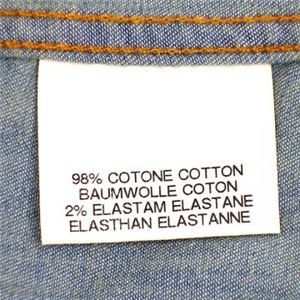 98% COTONE COTTON
BAUMWOLLE COTON
2% ELASTAM ELASTANE
ELASTHAN ELASTANNE